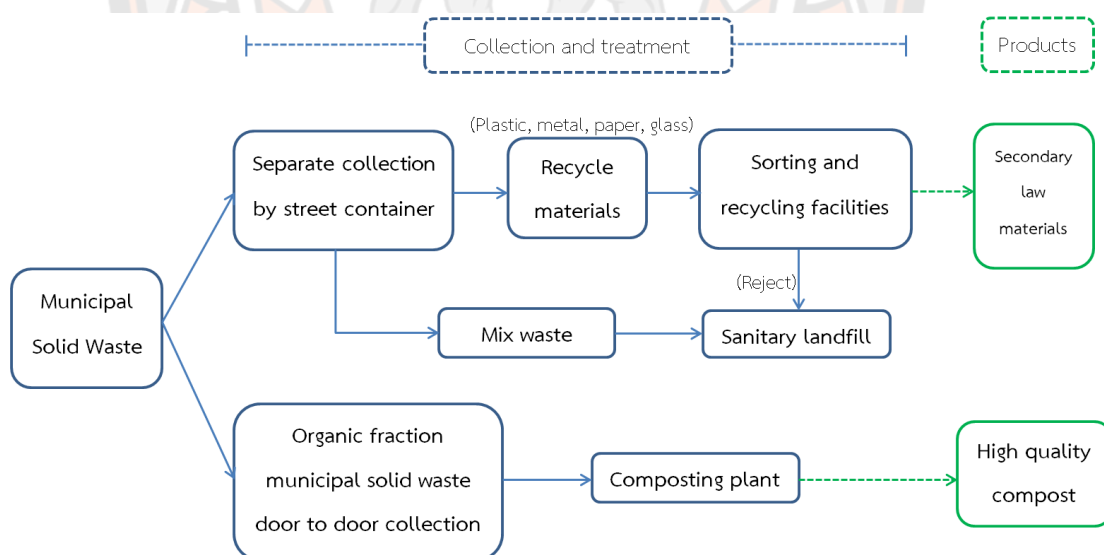 Collection and treatment
Products
(Plastic, metal, paper, glass)
Separate collection
by street container
Recycle
materials
Sorting and
recycling facilities
Secondary
law
materials
Municipal
Solid Waste
(Reject)
Mix waste
Sanitary landfill
Organic fraction
municipal solid waste
door to door collection
Composting plant
High quality
compost